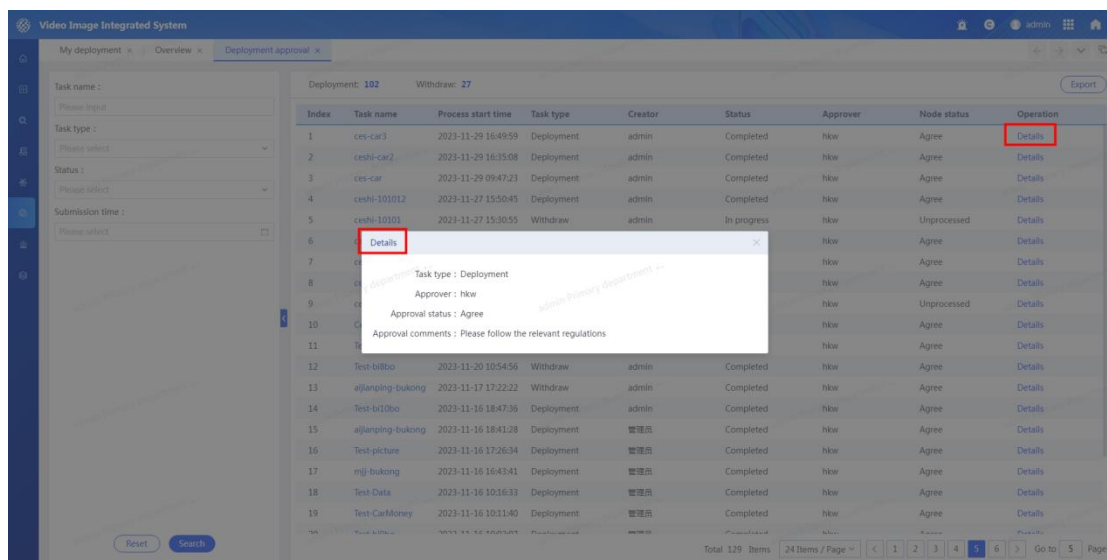 Video Image Integrated System
admin
My deployment ×
Overview ×
Deployment approval ×
Task name :
Please input
Task type :
Please select
Status :
Please select
Submission time :
Please select
Reset
Search
Deployment: 102 Withdraw: 27
Export
Index Task name Process start time Task type Creator Status Approver Node status Operation
1 ces-car3 2023-11-29 16:49:59 Deployment admin Completed hkw Agree Details
2 ceshi-car2 2023-11-29 16:35:08 Deployment admin Completed hkw Agree Details
3 ces-car 2023-11-29 09:47:23 Deployment admin Completed hkw Agree Details
4 ceshi-101012 2023-11-27 15:50:45 Deployment admin Completed hkw Agree Details
5 ceshi-10101 2023-11-27 15:30:55 Withdraw admin In progress hkw Unprocessed Details
6 hkw Agree Details
7 hkw Agree Details
8 hkw Agree Details
9 hkw Unprocessed Details
10 hkw Agree Details
11 hkw Agree Details
Details ×
Task type : Deployment
Approver : hkw
Approval status : Agree
Approval comments : Please follow the relevant regulations
admin Primary department ...
12 Test-bi8bo 2023-11-20 10:54:56 Withdraw admin Completed hkw Agree Details
13 aijianping-bukong 2023-11-17 17:22:22 Withdraw admin Completed hkw Agree Details
14 Test-bi10bo 2023-11-16 18:47:36 Deployment admin Completed hkw Agree Details
15 aijianping-bukong 2023-11-16 18:41:28 Deployment 管理员 Completed hkw Agree Details
16 Test-picture 2023-11-16 17:26:34 Deployment 管理员 Completed hkw Agree Details
17 mjj-bukong 2023-11-16 16:43:41 Deployment 管理员 Completed hkw Agree Details
18 Test-Data 2023-11-16 10:16:33 Deployment 管理员 Completed hkw Agree Details
19 Test-CarMoney 2023-11-16 10:11:40 Deployment 管理员 Completed hkw Agree Details
Total 129 Items 24 Items / Page < 1 2 3 4 5 6 > Go to 5 Page